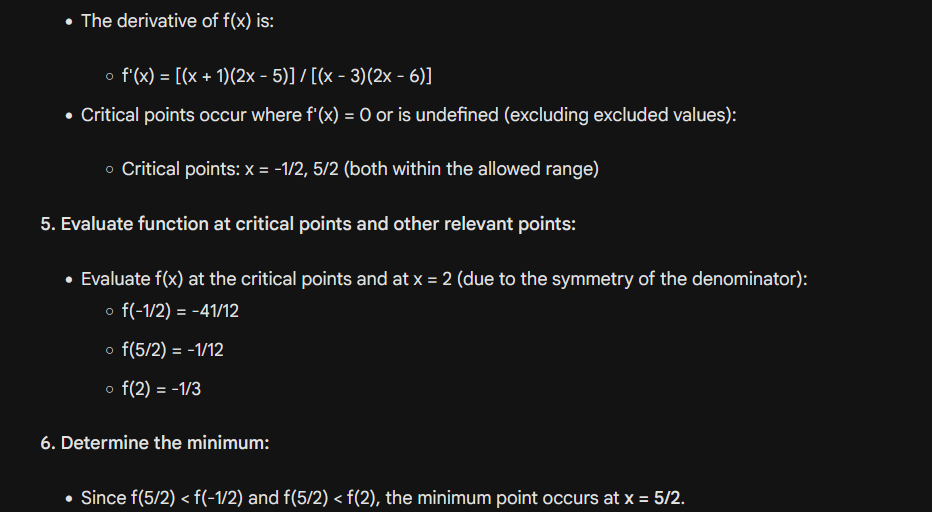 • The derivative of f(x) is:
○ f'(x) = [(x + 1)(2x - 5)] / [(x - 3)(2x - 6)]
• Critical points occur where f'(x) = 0 or is undefined (excluding excluded values):
○ Critical points: x = -1/2, 5/2 (both within the allowed range)
5. Evaluate function at critical points and other relevant points:
• Evaluate f(x) at the critical points and at x = 2 (due to the symmetry of the denominator):
○ f(-1/2) = -41/12
○ f(5/2) = -1/12
○ f(2) = -1/3
6. Determine the minimum:
• Since f(5/2) < f(-1/2) and f(5/2) < f(2), the minimum point occurs at x = 5/2.